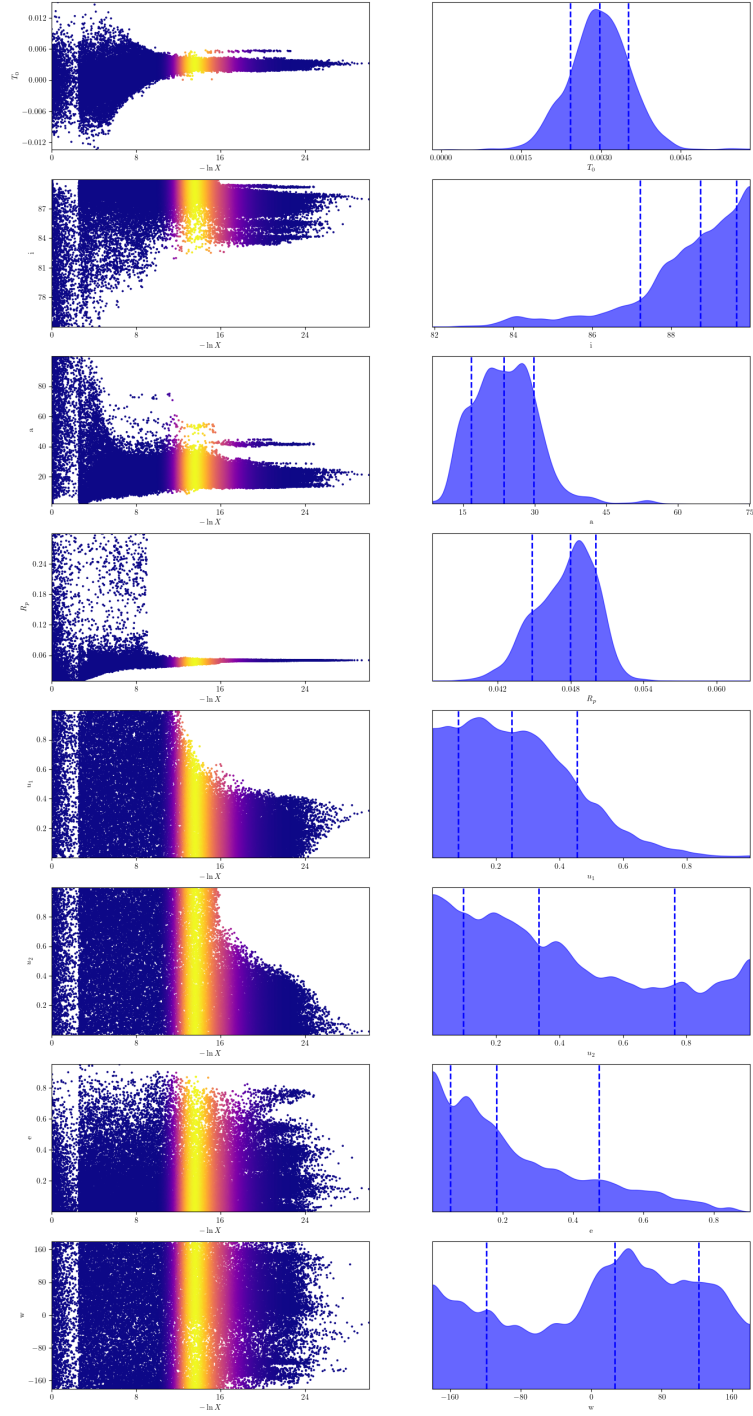 0.012
0.006
0.000
−0.006
−0.012
T₀
0 8 16 24
− ln X
0.0000 0.0015 0.0030 0.0045
T₀
87
84
81
78
i
0 8 16 24
− ln X
82 84 86 88
i
80
60
40
20
a
0 8 16 24
− ln X
15 30 45 60 75
a
0.24
0.18
0.12
0.06
Rₚ
0 8 16 24
− ln X
0.042 0.048 0.054 0.060
Rₚ
0.8
0.6
0.4
0.2
u₁
0 8 16 24
− ln X
0.2 0.4 0.6 0.8
u₁
0.8
0.6
0.4
0.2
u₂
0 8 16 24
− ln X
0.2 0.4 0.6 0.8
u₂
0.8
0.6
0.4
0.2
e
0 8 16 24
− ln X
0.2 0.4 0.6 0.8
e
160
80
0
−80
−160
w
0 8 16 24
− ln X
−160 −80 0 80 160
w